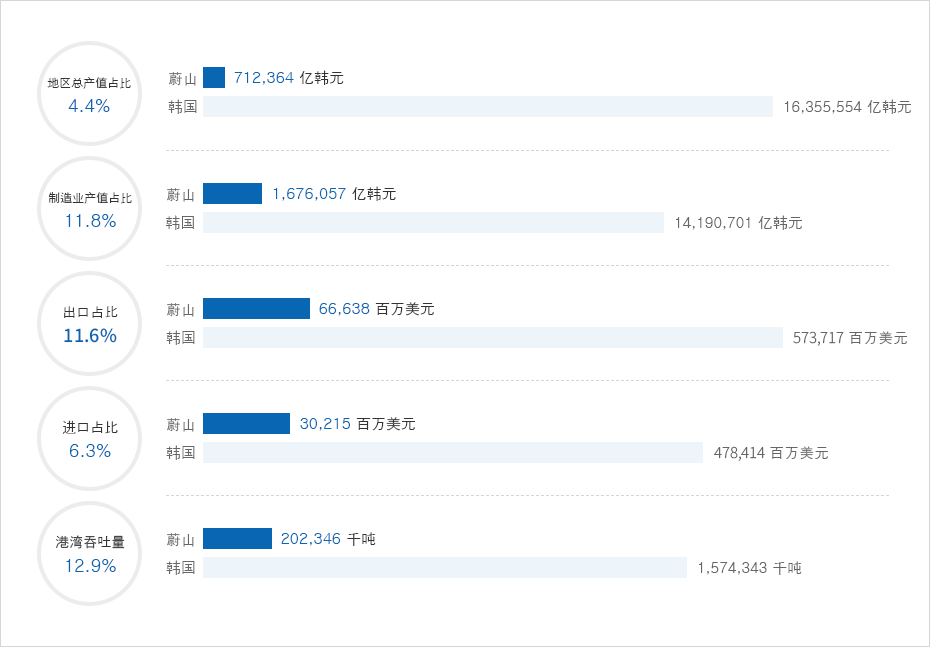 地区总产值占比
4.4%
蔚山 712,364 亿韩元
韩国 16,355,554 亿韩元
制造业产值占比
11.8%
蔚山 1,676,057 亿韩元
韩国 14,190,701 亿韩元
出口占比
11.6%
蔚山 66,638 百万美元
韩国 573,717 百万美元
进口占比
6.3%
蔚山 30,215 百万美元
韩国 478,414 百万美元
港湾吞吐量
12.9%
蔚山 202,346 千吨
韩国 1,574,343 千吨